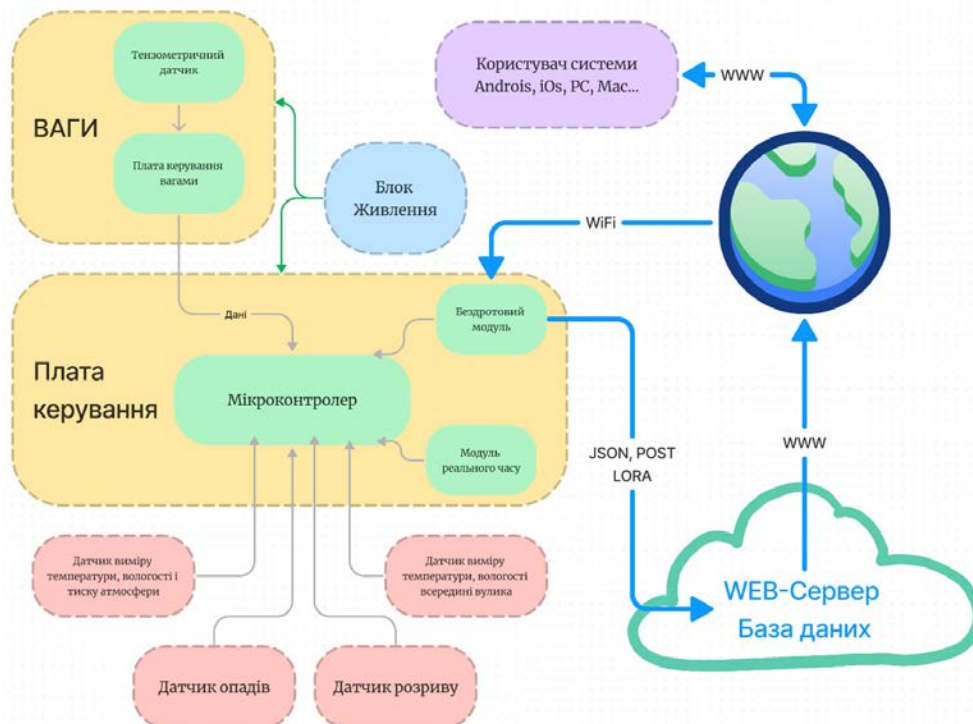 Тензометричний
датчик
ВАГИ
Плата керування
вагами
Користувач системи
Androis, iOs, PC, Mac...
WWW
Блок
Живлення
WiFi
Дані
Бездротовий
модуль
Плата
керування
Мікроконтролер
Модуль
реального часу
JSON, POST
LORA
WWW
Датчик виміру
температури, вологості і
тиску атмосфери
Датчик виміру
температури, вологості
всередині вулика
WEB-Сервер
База даних
Датчик опадів
Датчик розриву